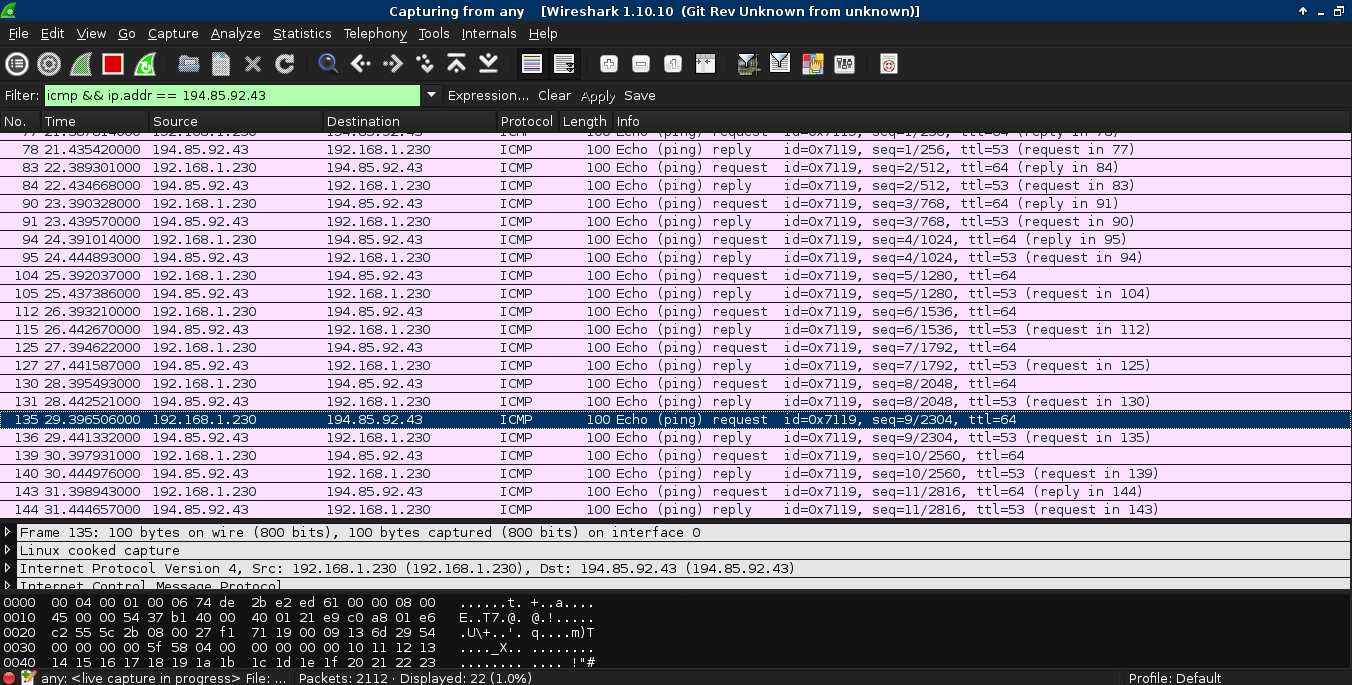 Capturing from any [Wireshark 1.10.10 (Git Rev Unknown from unknown)]
File Edit View Go Capture Analyze Statistics Telephony Tools Internals Help
Filter: icmp && ip.addr == 194.85.92.43 Expression... Clear Apply Save
No. Time Source Destination Protocol Length Info
77 21.387814000 192.168.1.230 194.85.92.43 ICMP 100 Echo (ping) request id=0x7119, seq=1/256, ttl=64 (reply in 78)
78 21.435420000 194.85.92.43 192.168.1.230 ICMP 100 Echo (ping) reply id=0x7119, seq=1/256, ttl=53 (request in 77)
83 22.389301000 192.168.1.230 194.85.92.43 ICMP 100 Echo (ping) request id=0x7119, seq=2/512, ttl=64 (reply in 84)
84 22.434668000 194.85.92.43 192.168.1.230 ICMP 100 Echo (ping) reply id=0x7119, seq=2/512, ttl=53 (request in 83)
90 23.390328000 192.168.1.230 194.85.92.43 ICMP 100 Echo (ping) request id=0x7119, seq=3/768, ttl=64 (reply in 91)
91 23.439570000 194.85.92.43 192.168.1.230 ICMP 100 Echo (ping) reply id=0x7119, seq=3/768, ttl=53 (request in 90)
94 24.391014000 192.168.1.230 194.85.92.43 ICMP 100 Echo (ping) request id=0x7119, seq=4/1024, ttl=64 (reply in 95)
95 24.444893000 194.85.92.43 192.168.1.230 ICMP 100 Echo (ping) reply id=0x7119, seq=4/1024, ttl=53 (request in 94)
104 25.392037000 192.168.1.230 194.85.92.43 ICMP 100 Echo (ping) request id=0x7119, seq=5/1280, ttl=64
105 25.437386000 194.85.92.43 192.168.1.230 ICMP 100 Echo (ping) reply id=0x7119, seq=5/1280, ttl=53 (request in 104)
112 26.393210000 192.168.1.230 194.85.92.43 ICMP 100 Echo (ping) request id=0x7119, seq=6/1536, ttl=64
115 26.442670000 194.85.92.43 192.168.1.230 ICMP 100 Echo (ping) reply id=0x7119, seq=6/1536, ttl=53 (request in 112)
125 27.394622000 192.168.1.230 194.85.92.43 ICMP 100 Echo (ping) request id=0x7119, seq=7/1792, ttl=64
127 27.441587000 194.85.92.43 192.168.1.230 ICMP 100 Echo (ping) reply id=0x7119, seq=7/1792, ttl=53 (request in 125)
130 28.395493000 192.168.1.230 194.85.92.43 ICMP 100 Echo (ping) request id=0x7119, seq=8/2048, ttl=64
131 28.442521000 194.85.92.43 192.168.1.230 ICMP 100 Echo (ping) reply id=0x7119, seq=8/2048, ttl=53 (request in 130)
135 29.396506000 192.168.1.230 194.85.92.43 ICMP 100 Echo (ping) request id=0x7119, seq=9/2304, ttl=64
136 29.441332000 194.85.92.43 192.168.1.230 ICMP 100 Echo (ping) reply id=0x7119, seq=9/2304, ttl=53 (request in 135)
139 30.397931000 192.168.1.230 194.85.92.43 ICMP 100 Echo (ping) request id=0x7119, seq=10/2560, ttl=64
140 30.444976000 194.85.92.43 192.168.1.230 ICMP 100 Echo (ping) reply id=0x7119, seq=10/2560, ttl=53 (request in 139)
143 31.398943000 192.168.1.230 194.85.92.43 ICMP 100 Echo (ping) request id=0x7119, seq=11/2816, ttl=64 (reply in 144)
144 31.444657000 194.85.92.43 192.168.1.230 ICMP 100 Echo (ping) reply id=0x7119, seq=11/2816, ttl=53 (request in 143)
Frame 135: 100 bytes on wire (800 bits), 100 bytes captured (800 bits) on interface 0
Linux cooked capture
Internet Protocol Version 4, Src: 192.168.1.230 (192.168.1.230), Dst: 194.85.92.43 (194.85.92.43)
Internet Control Message Protocol
0000 00 04 00 01 00 06 74 de 2b e2 ed 61 00 00 08 00 ......t. +..a....
0010 45 00 00 54 37 b1 40 00 40 01 21 e9 c0 a8 01 e6 E..T7.@. @.!.....
0020 c2 55 5c 2b 08 00 27 f1 71 19 00 09 13 6d 29 54 .U\+..'. q....m)T
0030 00 00 00 00 5f 58 04 00 00 00 00 00 10 11 12 13 ...._X.. ........
0040 14 15 16 17 18 19 1a 1b 1c 1d 1e 1f 20 21 22 23 ........ .... !"#
any: <live capture in progress> File: ... Packets: 2112 · Displayed: 22 (1.0%) Profile: Default